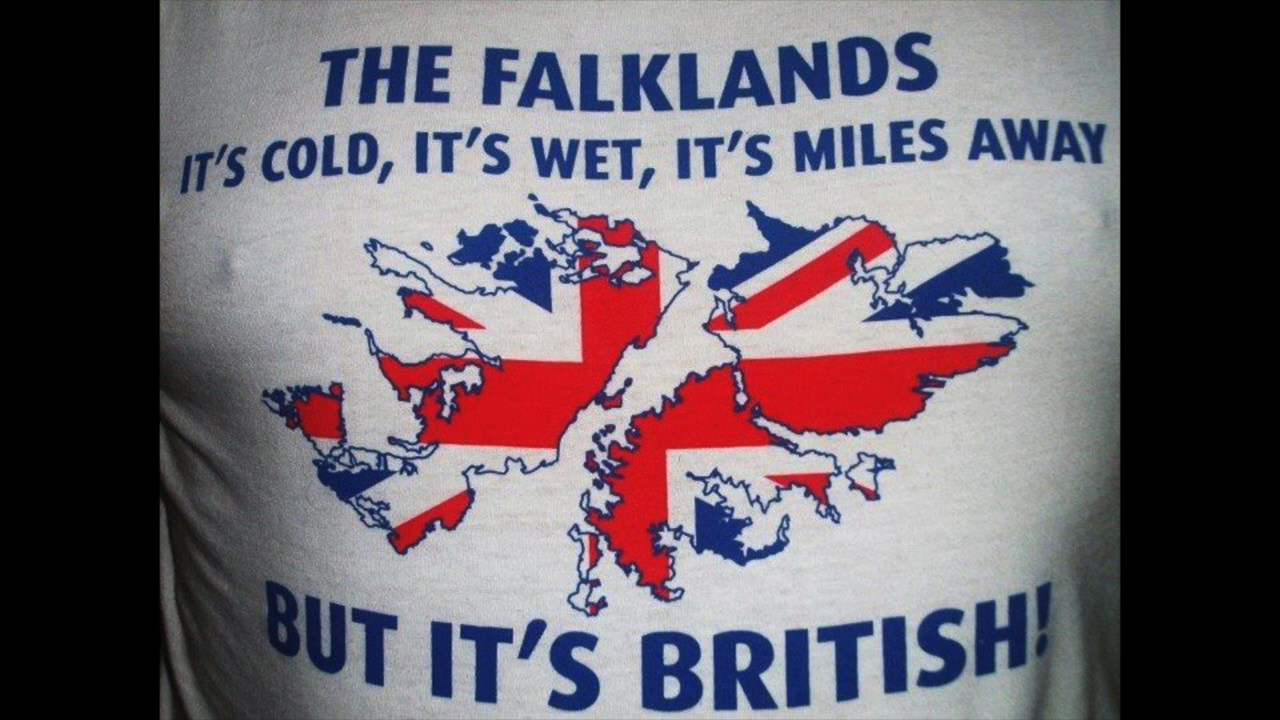 THE FALKLANDS
IT'S COLD, IT'S WET, IT'S MILES AWAY
BUT IT'S BRITISH!